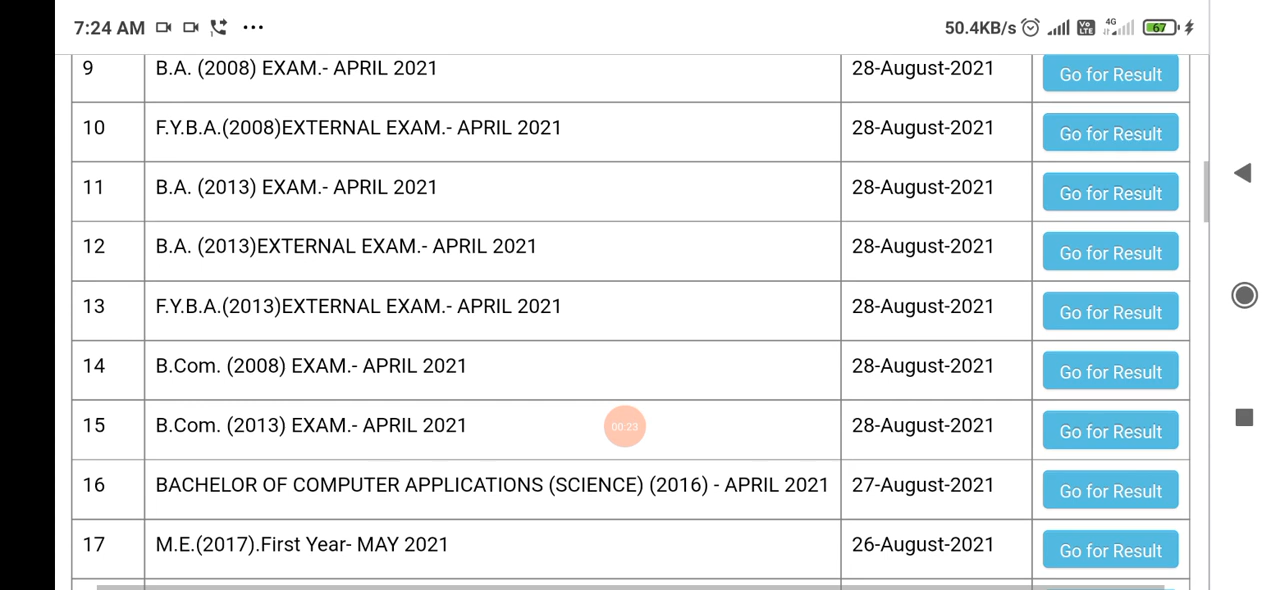 7:24 AM ... 50.4KB/s Vo LTE 4G 67
9 B.A. (2008) EXAM.- APRIL 2021 28-August-2021 Go for Result
10 F.Y.B.A.(2008)EXTERNAL EXAM.- APRIL 2021 28-August-2021 Go for Result
11 B.A. (2013) EXAM.- APRIL 2021 28-August-2021 Go for Result
12 B.A. (2013)EXTERNAL EXAM.- APRIL 2021 28-August-2021 Go for Result
13 F.Y.B.A.(2013)EXTERNAL EXAM.- APRIL 2021 28-August-2021 Go for Result
14 B.Com. (2008) EXAM.- APRIL 2021 28-August-2021 Go for Result
15 B.Com. (2013) EXAM.- APRIL 2021 00:23 28-August-2021 Go for Result
16 BACHELOR OF COMPUTER APPLICATIONS (SCIENCE) (2016) - APRIL 2021 27-August-2021 Go for Result
17 M.E.(2017).First Year- MAY 2021 26-August-2021 Go for Result